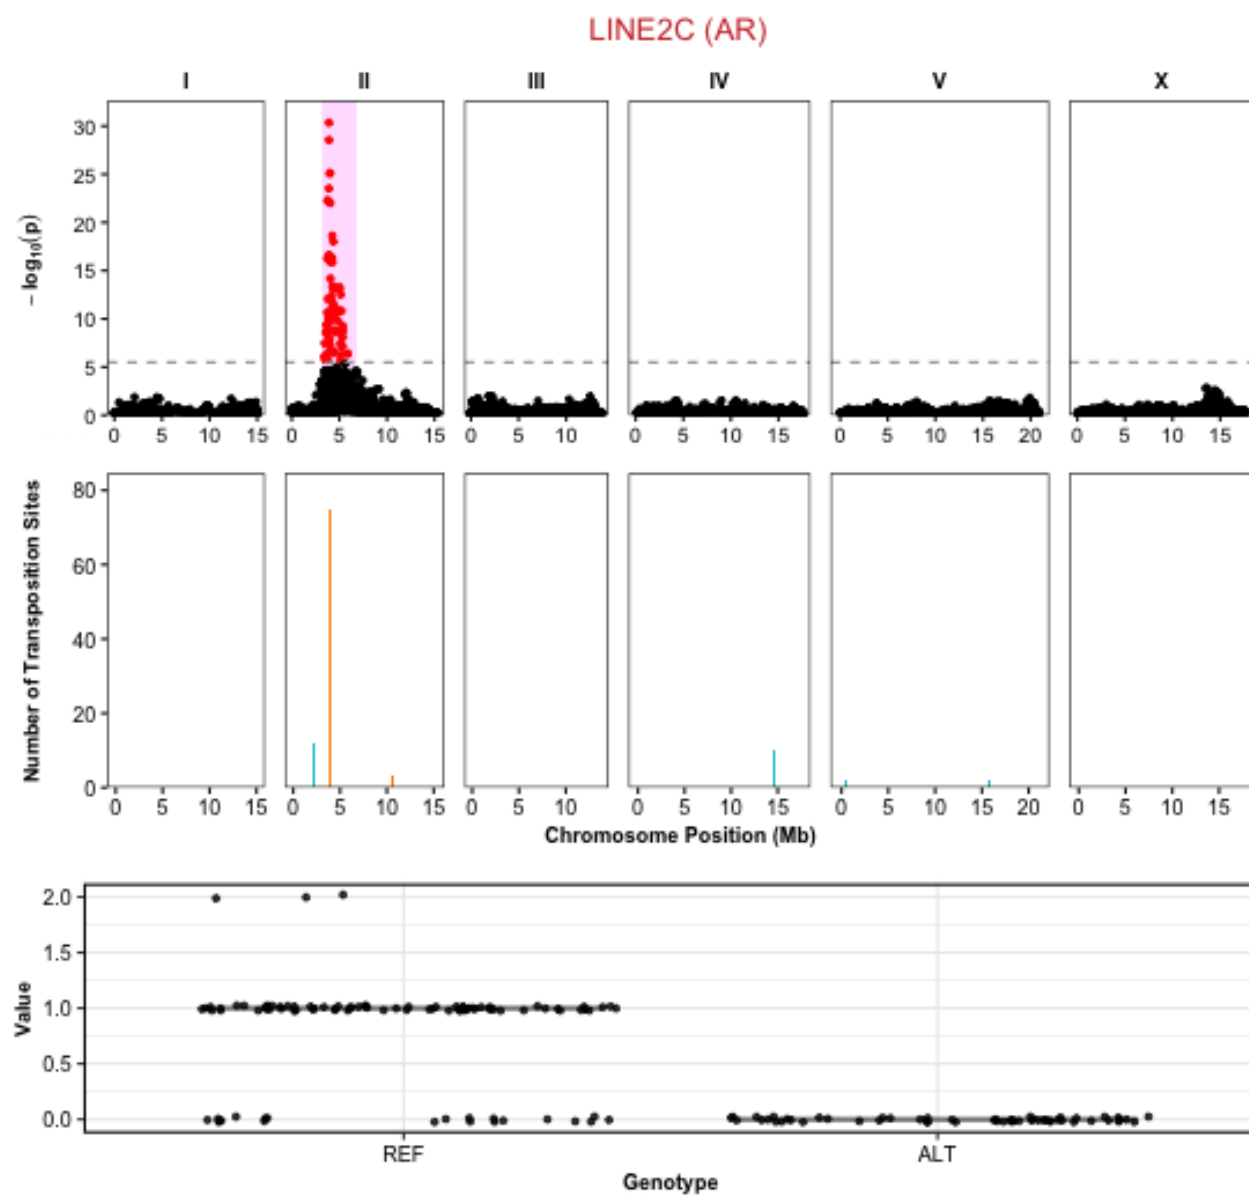 LINE2C (AR)
I II III IV V X
30
25
20
15
10
5
0
− log10(p)
0 5 10 15 0 5 10 15 0 5 10 0 5 10 15 0 5 10 15 20 0 5 10 15
80
60
40
20
0
Number of Transposition Sites
0 5 10 15 0 5 10 15 0 5 10 0 5 10 15 0 5 10 15 20 0 5 10 15
Chromosome Position (Mb)
2.0
1.5
1.0
0.5
0.0
Value
REF ALT
Genotype